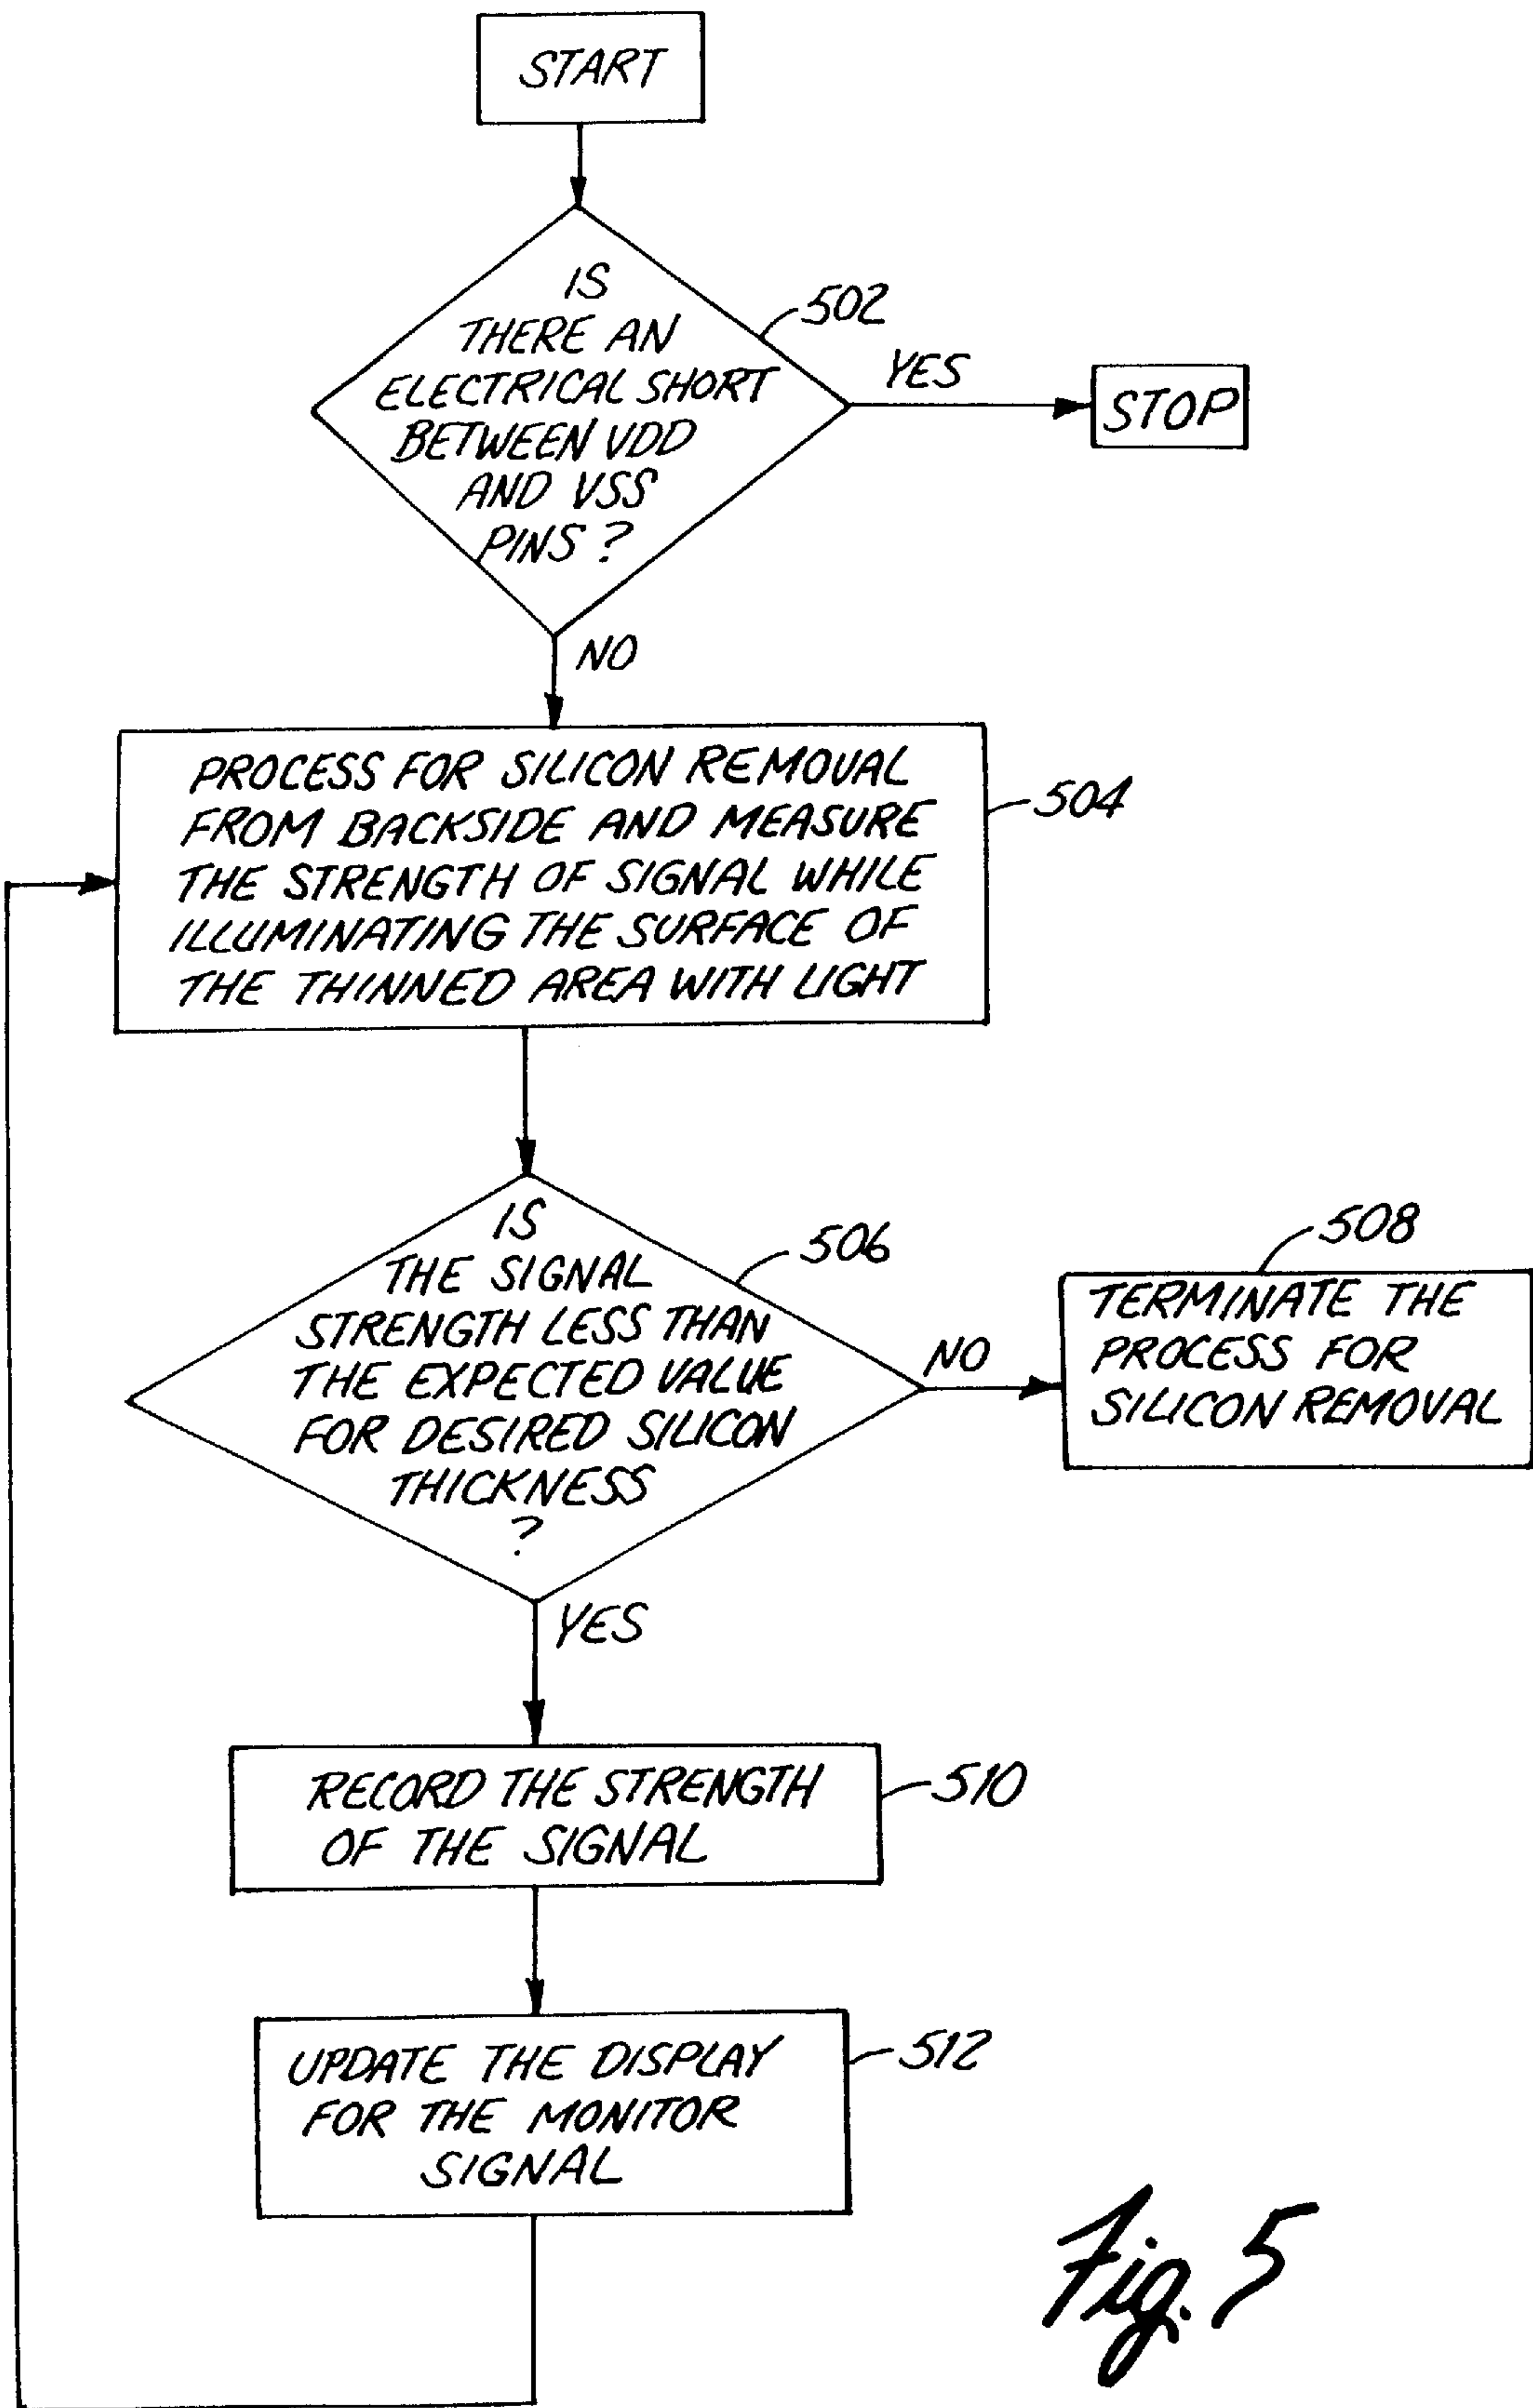 START
IS
THERE AN
ELECTRICAL SHORT
BETWEEN VDD
AND VSS
PINS ?
502
YES
STOP
NO
PROCESS FOR SILICON REMOVAL
FROM BACKSIDE AND MEASURE
THE STRENGTH OF SIGNAL WHILE
ILLUMINATING THE SURFACE OF
THE THINNED AREA WITH LIGHT
504
IS
THE SIGNAL
STRENGTH LESS THAN
THE EXPECTED VALUE
FOR DESIRED SILICON
THICKNESS
?
506
NO
508
TERMINATE THE
PROCESS FOR
SILICON REMOVAL
YES
RECORD THE STRENGTH
OF THE SIGNAL
510
UPDATE THE DISPLAY
FOR THE MONITOR
SIGNAL
512
Fig. 5